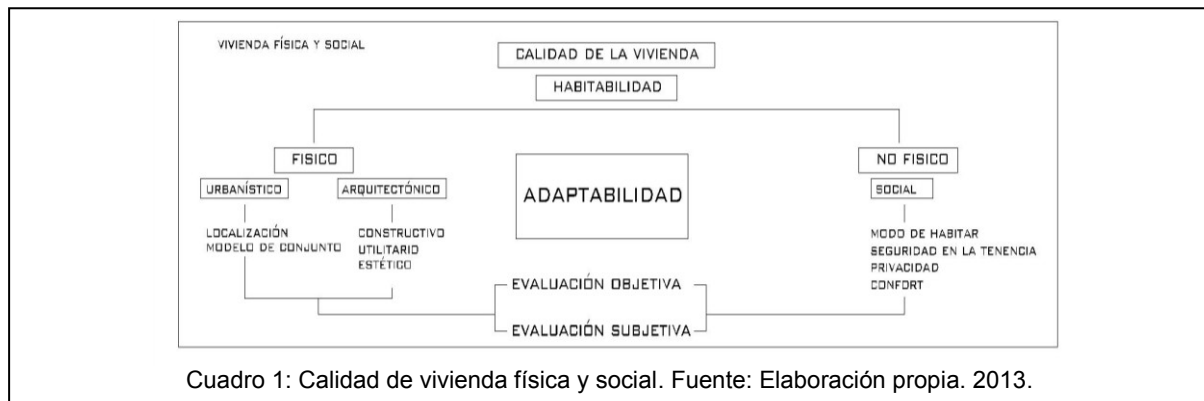 VIVIENDA FÍSICA Y SOCIAL
CALIDAD DE LA VIVIENDA
HABITABILIDAD
FISICO
NO FISICO
URBANÍSTICO
ARQUITECTÓNICO
ADAPTABILIDAD
SOCIAL
LOCALIZACIÓN
MODELO DE CONJUNTO
CONSTRUCTIVO
UTILITARIO
ESTÉTICO
MODO DE HABITAR
SEGURIDAD EN LA TENENCIA
PRIVACIDAD
CONFORT
EVALUACIÓN OBJETIVA
EVALUACIÓN SUBJETIVA
Cuadro 1: Calidad de vivienda física y social. Fuente: Elaboración propia. 2013.